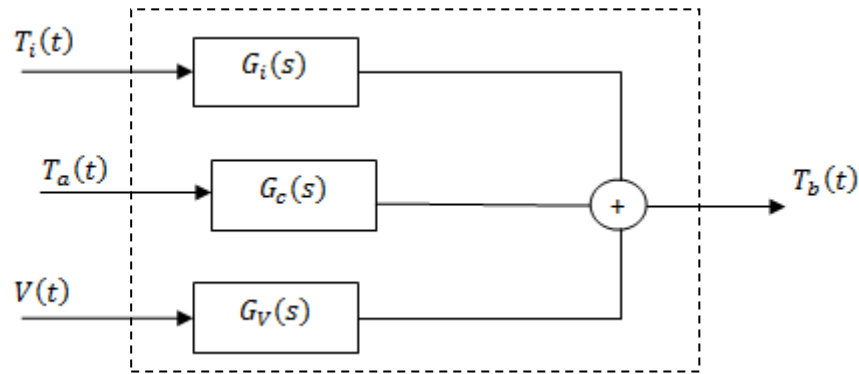 T_i(t)
G_i(s)
T_a(t)
G_c(s)
+
T_b(t)
V(t)
G_V(s)